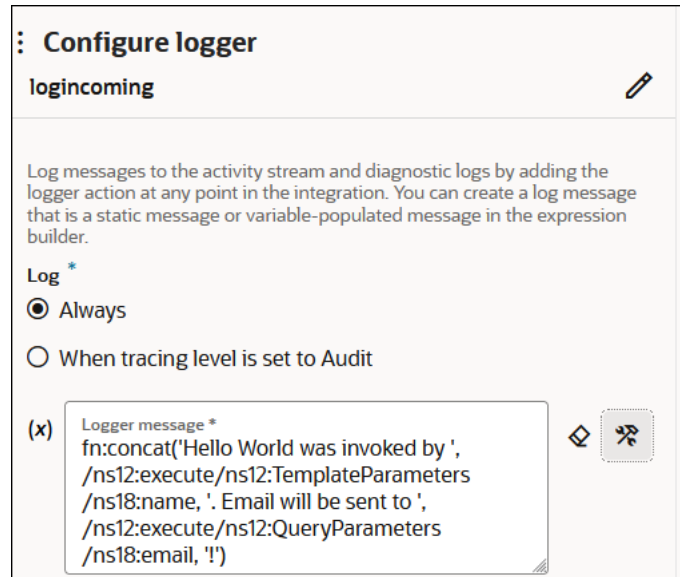 Configure logger
logincoming
Log messages to the activity stream and diagnostic logs by adding the
logger action at any point in the integration. You can create a log message
that is a static message or variable-populated message in the expression
builder.
Log *
Always
When tracing level is set to Audit
(x)
Logger message *
fn:concat('Hello World was invoked by ',
/ns12:execute/ns12:TemplateParameters
/ns18:name, '. Email will be sent to ',
/ns12:execute/ns12:QueryParameters
/ns18:email, '!')